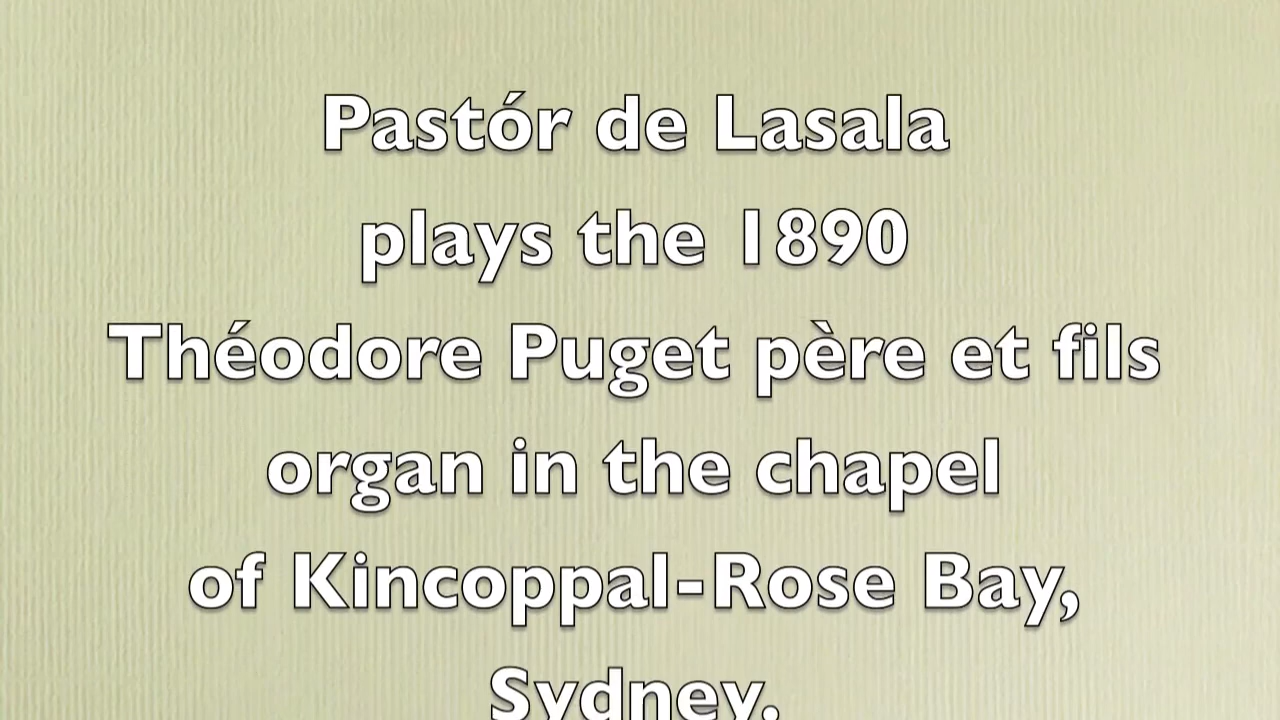 Pastór de Lasala
plays the 1890
Théodore Puget père et fils
organ in the chapel
of Kincoppal-Rose Bay,
Sydney.